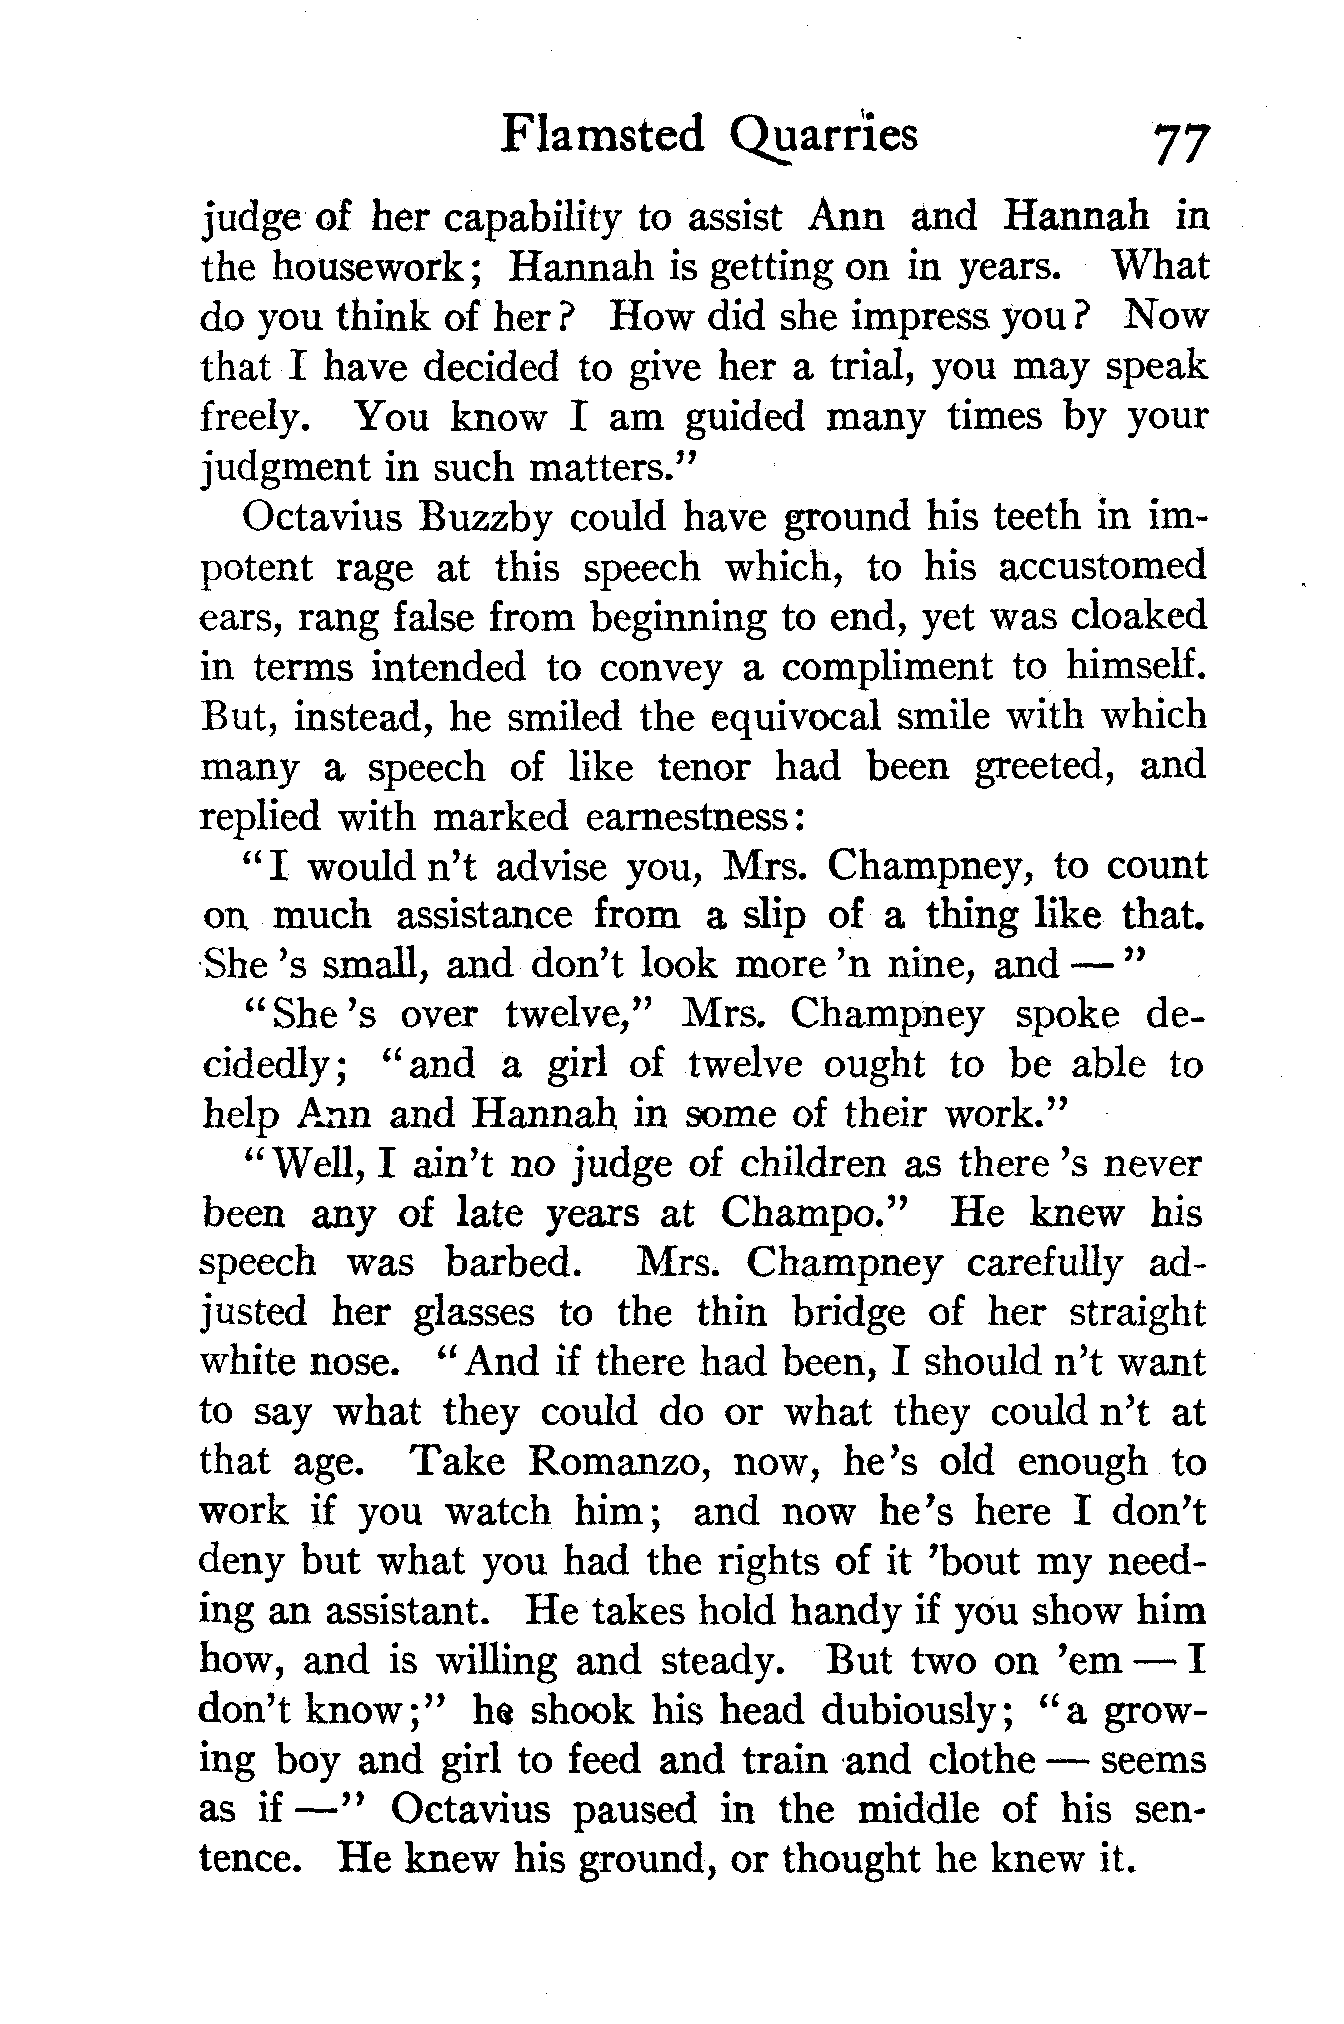 Flamsted Quarries 77
judge of her capability to assist Ann and Hannah in
the housework; Hannah is getting on in years. What
do you think of her? How did she impress you? Now
that I have decided to give her a trial, you may speak
freely. You know I am guided many times by your
judgment in such matters."
Octavius Buzzby could have ground his teeth in im-
potent rage at this speech which, to his accustomed
ears, rang false from beginning to end, yet was cloaked
in terms intended to convey a compliment to himself.
But, instead, he smiled the equivocal smile with which
many a speech of like tenor had been greeted, and
replied with marked earnestness:
"I would n't advise you, Mrs. Champney, to count
on much assistance from a slip of a thing like that.
She 's small, and don't look more 'n nine, and — "
"She 's over twelve," Mrs. Champney spoke de-
cidedly; "and a girl of twelve ought to be able to
help Ann and Hannah in some of their work."
"Well, I ain't no judge of children as there 's never
been any of late years at Champo." He knew his
speech was barbed. Mrs. Champney carefully ad-
justed her glasses to the thin bridge of her straight
white nose. "And if there had been, I should n't want
to say what they could do or what they could n't at
that age. Take Romanzo, now, he's old enough to
work if you watch him; and now he's here I don't
deny but what you had the rights of it 'bout my need-
ing an assistant. He takes hold handy if you show him
how, and is willing and steady. But two on 'em — I
don't know;" he shook his head dubiously; "a grow-
ing boy and girl to feed and train and clothe — seems
as if —" Octavius paused in the middle of his sen-
tence. He knew his ground, or thought he knew it.